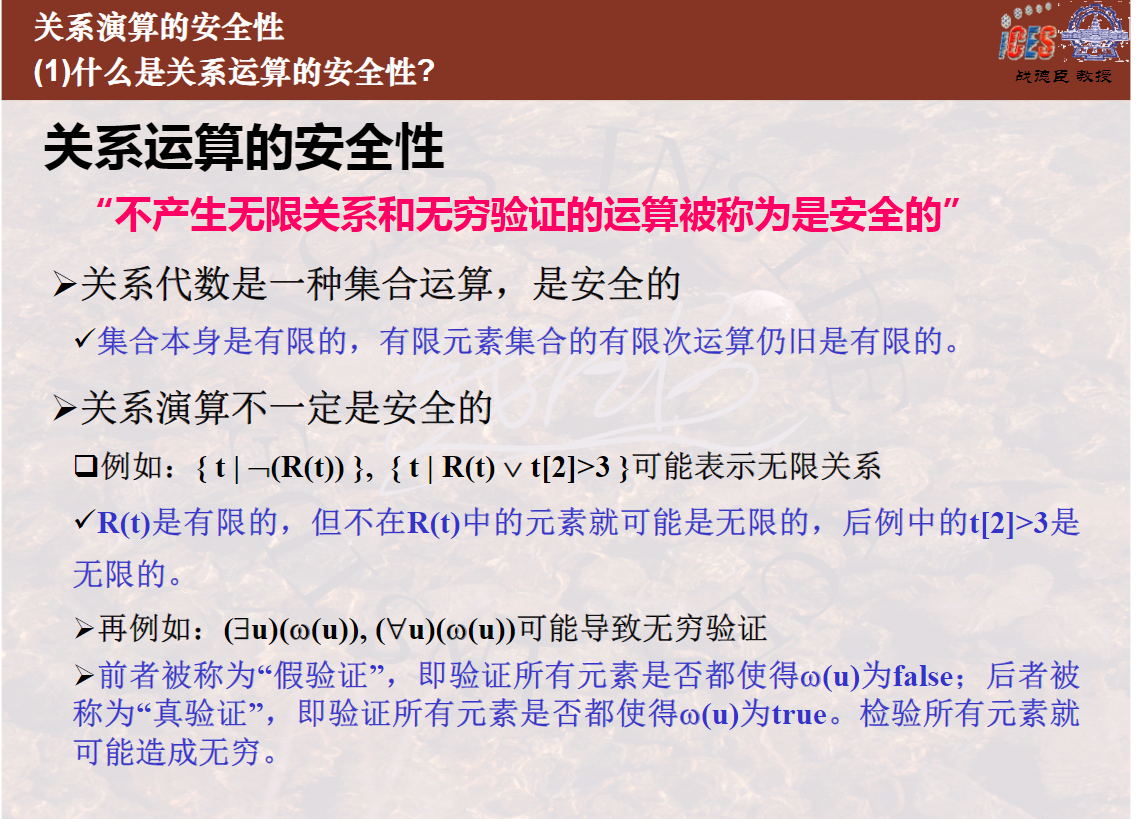 关系演算的安全性
(1)什么是关系运算的安全性?
iCES
战德臣 教授
关系运算的安全性
“不产生无限关系和无穷验证的运算被称为是安全的”
➢关系代数是一种集合运算，是安全的
✓集合本身是有限的，有限元素集合的有限次运算仍旧是有限的。
➢关系演算不一定是安全的
❑例如：{ t | ¬(R(t)) }, { t | R(t) ∨ t[2]>3 }可能表示无限关系
✓R(t)是有限的，但不在R(t)中的元素就可能是无限的，后例中的t[2]>3是
无限的。
➢再例如：(∃u)(ω(u)), (∀u)(ω(u))可能导致无穷验证
➢前者被称为“假验证”，即验证所有元素是否都使得ω(u)为false；后者被
称为“真验证”，即验证所有元素是否都使得ω(u)为true。检验所有元素就
可能造成无穷。